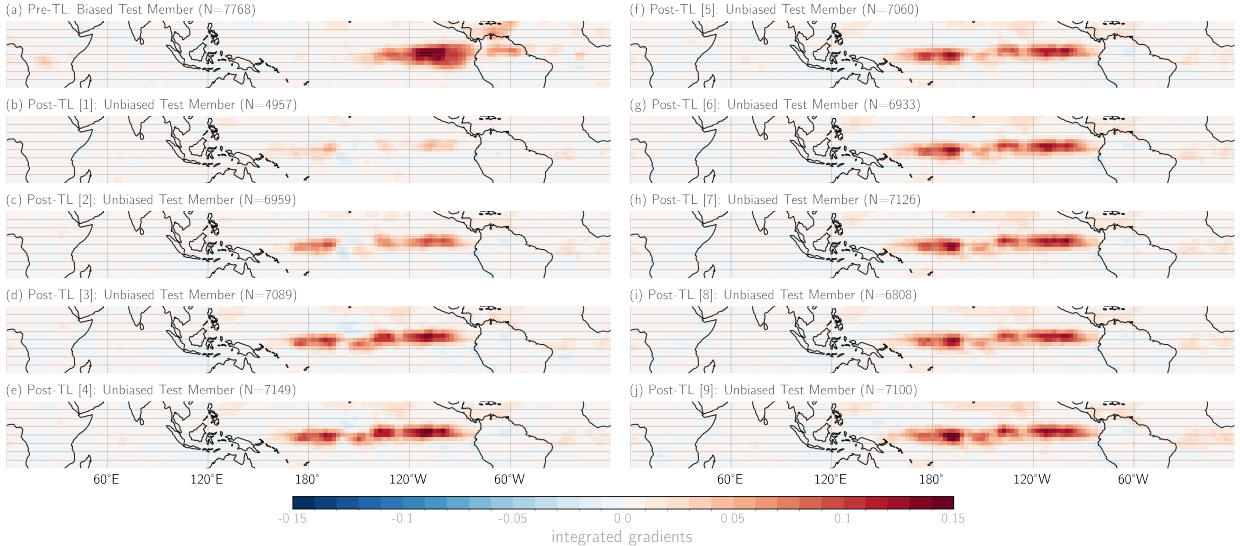 (a) Pre-TL: Biased Test Member (N=7768)
(b) Post-TL [1]: Unbiased Test Member (N=4957)
(c) Post-TL [2]: Unbiased Test Member (N=6959)
(d) Post-TL [3]: Unbiased Test Member (N=7089)
(e) Post-TL [4]: Unbiased Test Member (N=7149)
60°E 120°E 180° 120°W 60°W
(f) Post-TL [5]: Unbiased Test Member (N=7060)
(g) Post-TL [6]: Unbiased Test Member (N=6933)
(h) Post-TL [7]: Unbiased Test Member (N=7126)
(i) Post-TL [8]: Unbiased Test Member (N=6808)
(j) Post-TL [9]: Unbiased Test Member (N=7100)
60°E 120°E 180° 120°W 60°W
-0.15 -0.1 -0.05 0.0 0.05 0.1 0.15
integrated gradients